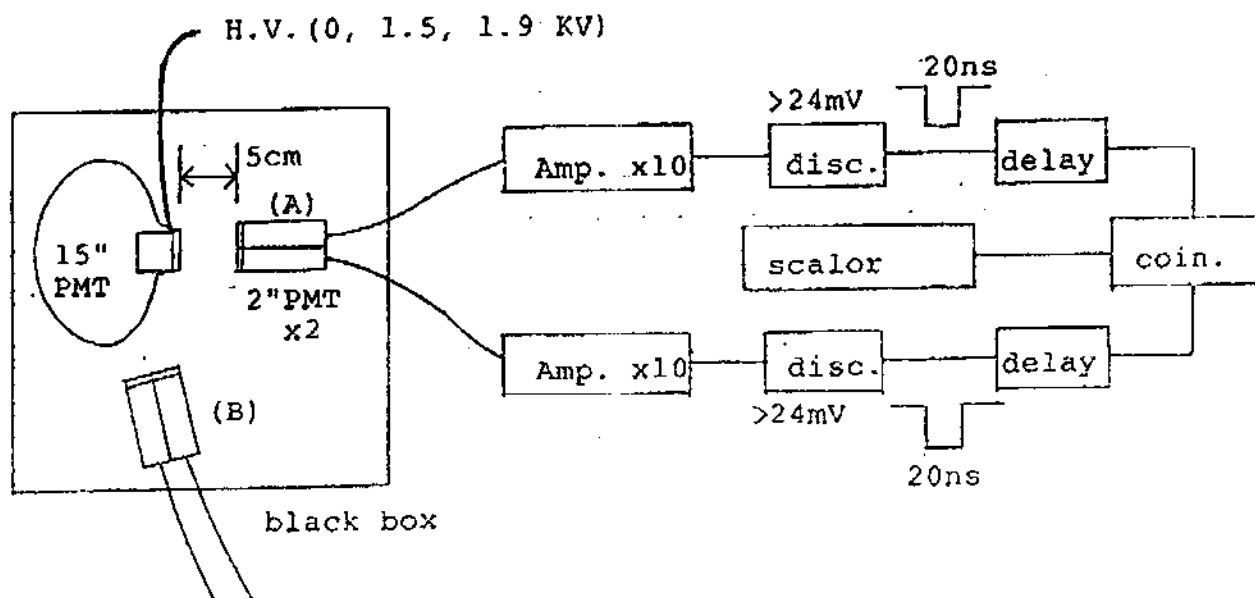 H.V.(0, 1.5, 1.9 KV)
20ns
>24mV
5cm
(A)
Amp. x10
disc.
delay
15"
PMT
2"PMT
x2
scalor
coin.
Amp. x10
disc.
delay
>24mV
(B)
20ns
black box